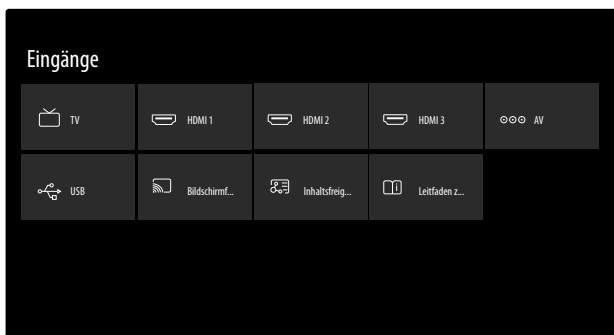 Eingänge
TV
HDMI 1
HDMI 2
HDMI 3
AV
USB
Bildschirmf...
Inhaltsfreig...
Leitfaden z...